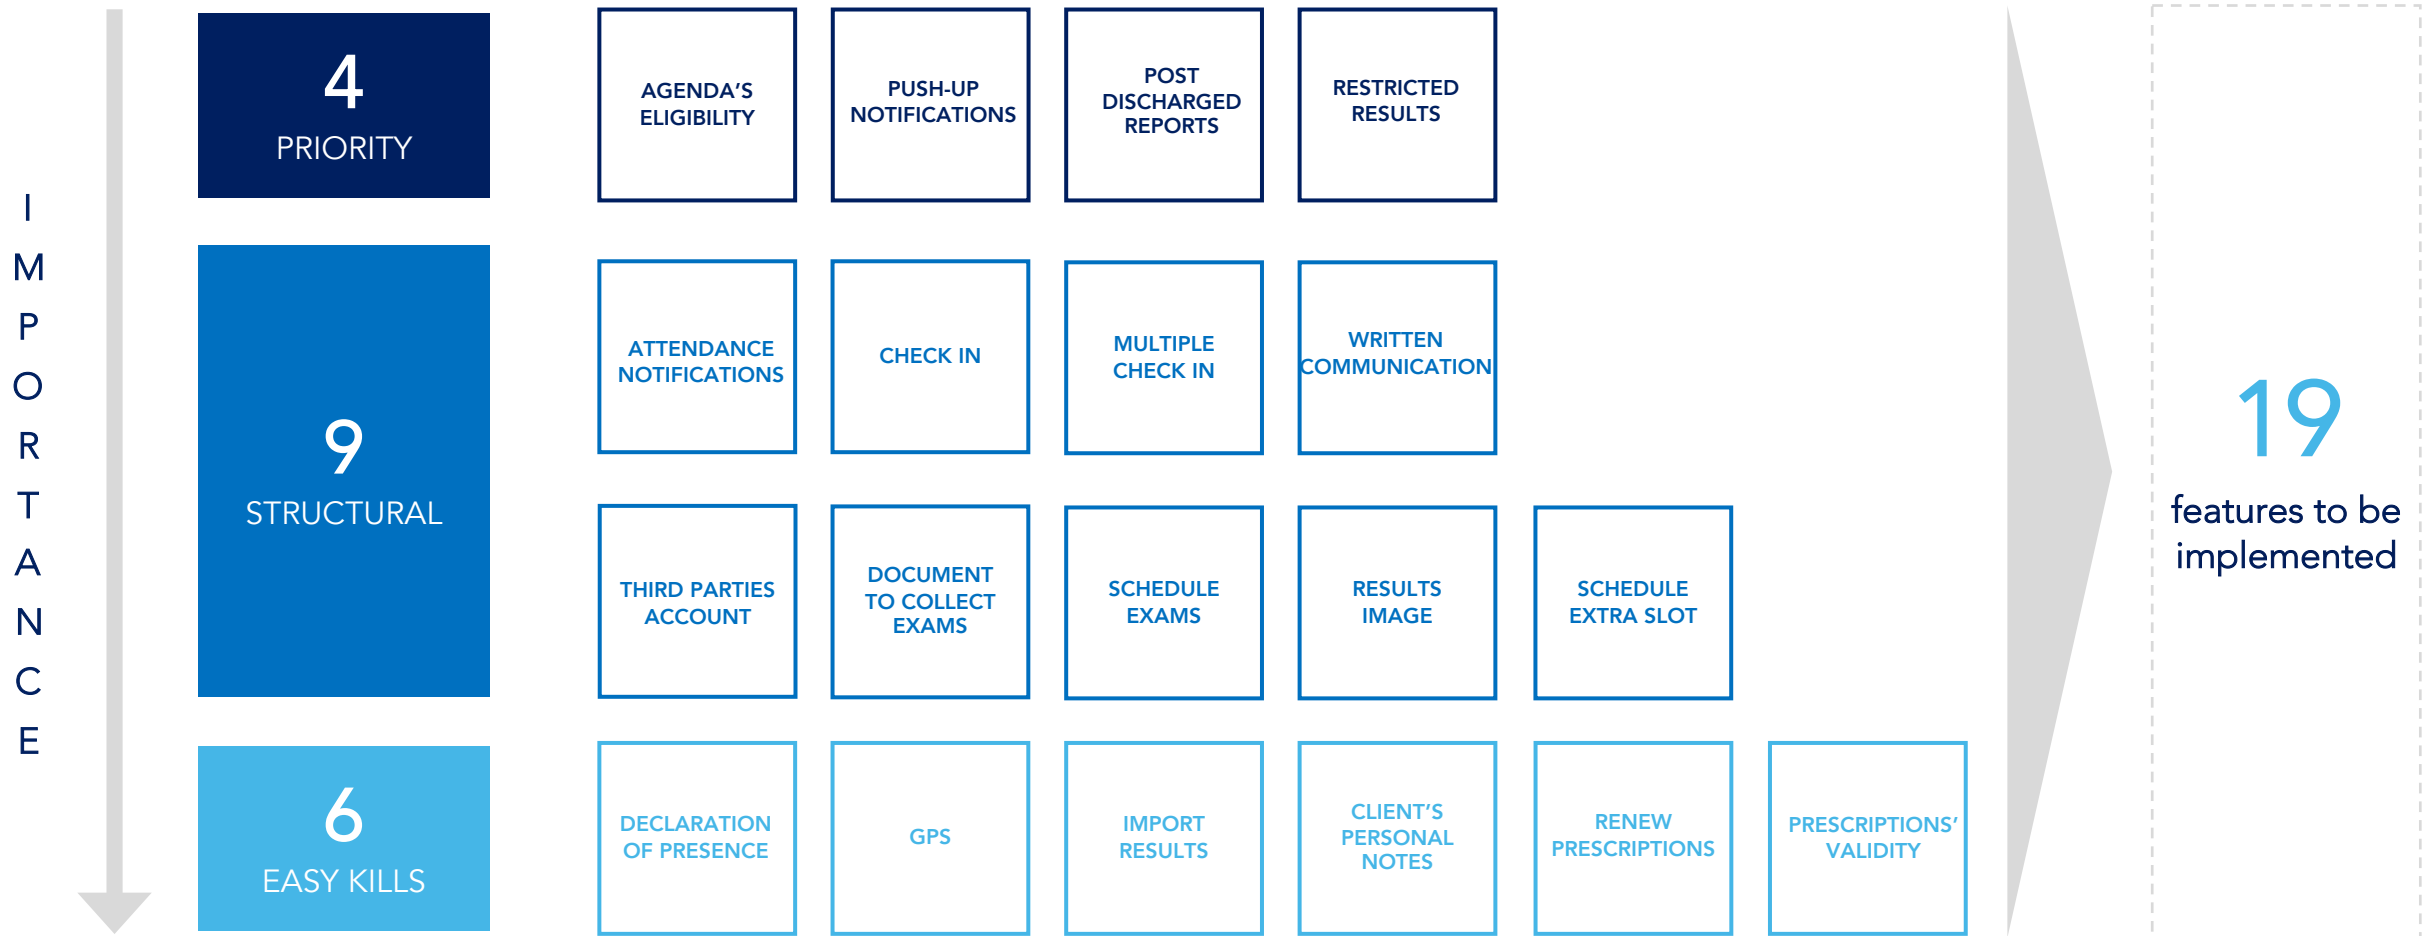 IMPORTANCE
4
PRIORITY
AGENDA'S
ELIGIBILITY
PUSH-UP
NOTIFICATIONS
POST
DISCHARGED
REPORTS
RESTRICTED
RESULTS
9
STRUCTURAL
ATTENDANCE
NOTIFICATIONS
CHECK IN
MULTIPLE
CHECK IN
WRITTEN
COMMUNICATION
THIRD PARTIES
ACCOUNT
DOCUMENT
TO COLLECT
EXAMS
SCHEDULE
EXAMS
RESULTS
IMAGE
SCHEDULE
EXTRA SLOT
6
EASY KILLS
DECLARATION
OF PRESENCE
GPS
IMPORT
RESULTS
CLIENT'S
PERSONAL
NOTES
RENEW
PRESCRIPTIONS
PRESCRIPTIONS'
VALIDITY
19
features to be
implemented